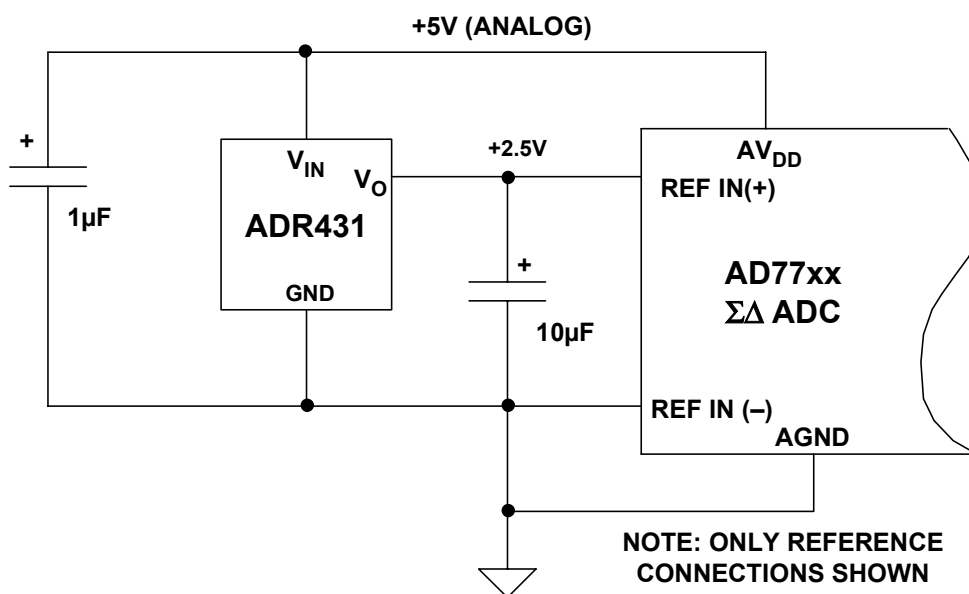 +5V (ANALOG)
+
1µF
V_IN
V_O
ADR431
GND
+2.5V
+
10µF
AV_DD
REF IN(+)
AD77xx
ΣΔ ADC
REF IN (–)
AGND
NOTE: ONLY REFERENCE
CONNECTIONS SHOWN